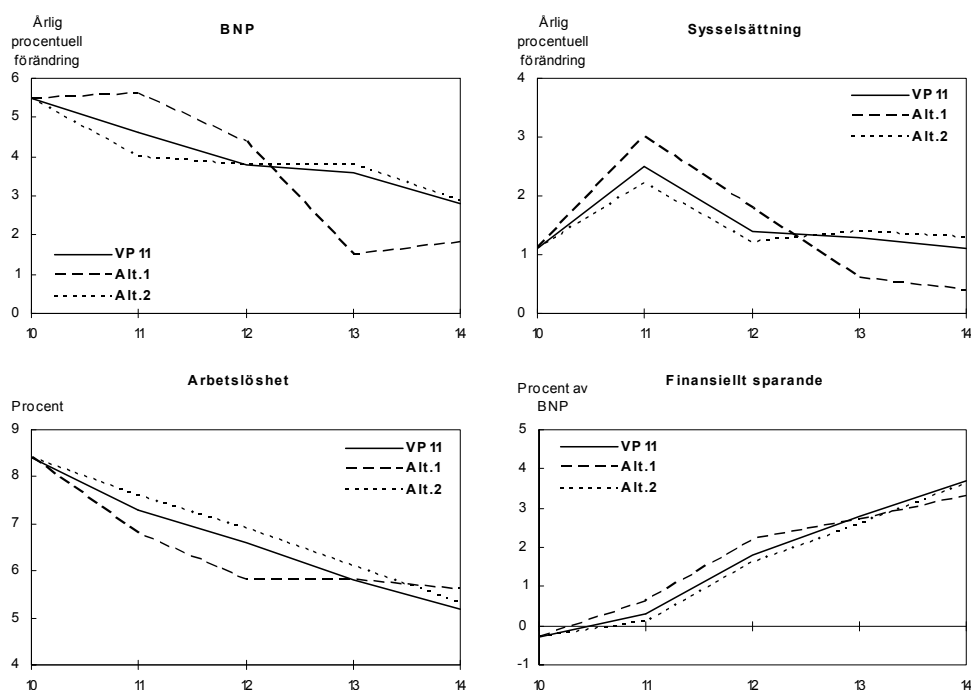 Årlig
procentuell
förändring
BNP
6
5
4
3
2
1
0
VP 11
Alt.1
Alt.2
10 11 12 13 14
Årlig
procentuell
förändring
Sysselsättning
4
3
2
1
0
VP 11
Alt.1
Alt.2
10 11 12 13 14
Arbetslöshet
Procent
9
8
7
6
5
4
VP 11
Alt.1
Alt.2
10 11 12 13 14
Finansiellt sparande
Procent av
BNP
5
4
3
2
1
0
-1
VP 11
Alt.1
Alt.2
10 11 12 13 14